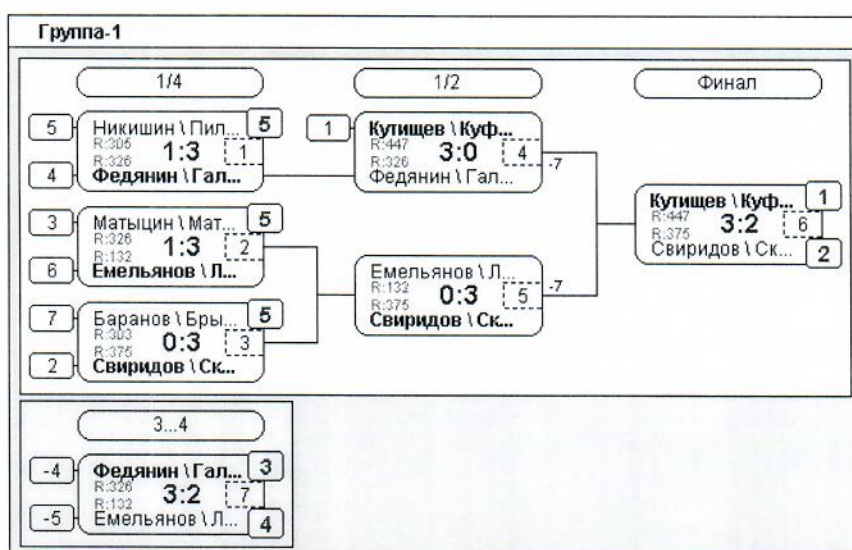 Группа-1
1/4
1/2
Финал
5 Никишин \ Пил... 5
R:305
R:326 1:3 1
4 Федянин \ Гал...
1 Кутищев \ Куф...
R:447
R:326 3:0 4
Федянин \ Гал...
-7
3 Матыцин \ Мат... 5
R:326
R:132 1:3 2
6 Емельянов \ Л...
7 Баранов \ Бры... 5
R:303
R:375 0:3 3
2 Свиридов \ Ск...
Емельянов \ Л...
R:132
R:375 0:3 5
Свиридов \ Ск...
-7
Кутищев \ Куф... 1
R:447
R:375 3:2 6
Свиридов \ Ск... 2
3...4
-4 Федянин \ Гал... 3
R:326
R:132 3:2 7
-5 Емельянов \ Л... 4